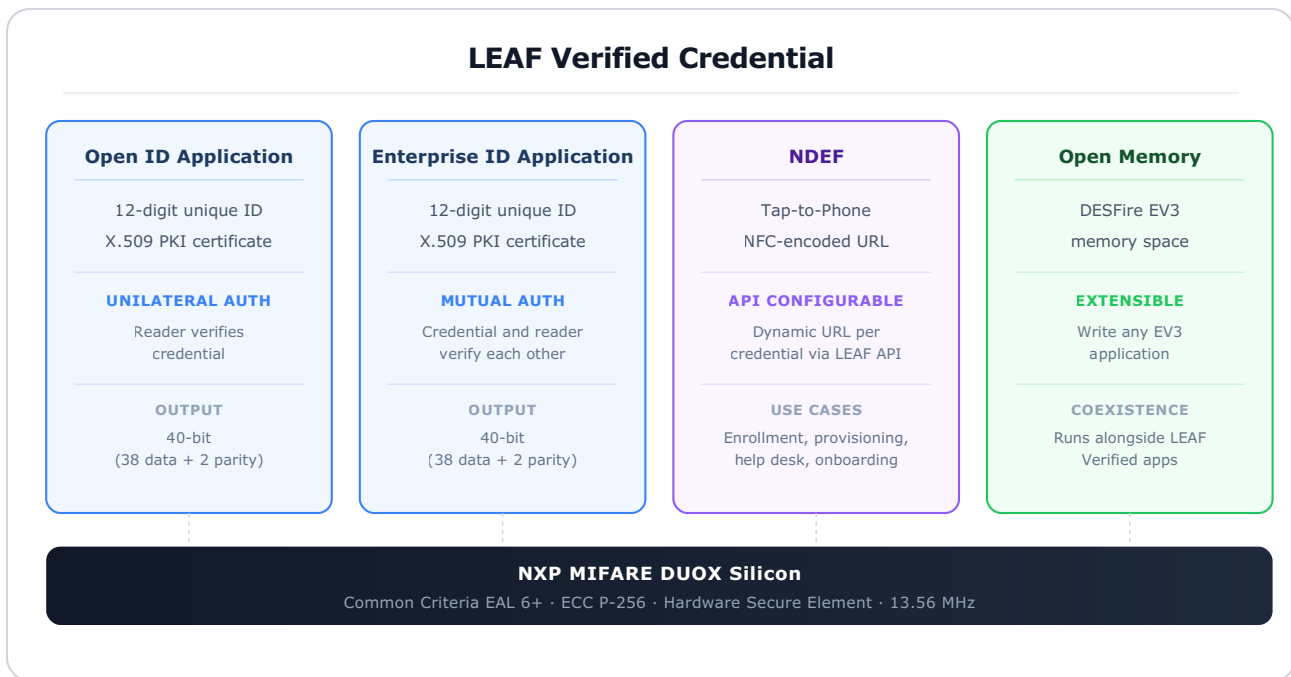 LEAF Verified Credential
Open ID Application
12-digit unique ID
X.509 PKI certificate
UNILATERAL AUTH
Reader verifies
credential
OUTPUT
40-bit
(38 data + 2 parity)
Enterprise ID Application
12-digit unique ID
X.509 PKI certificate
MUTUAL AUTH
Credential and reader
verify each other
OUTPUT
40-bit
(38 data + 2 parity)
NDEF
Tap-to-Phone
NFC-encoded URL
API CONFIGURABLE
Dynamic URL per
credential via LEAF API
USE CASES
Enrollment, provisioning,
help desk, onboarding
Open Memory
DESFire EV3
memory space
EXTENSIBLE
Write any EV3
application
COEXISTENCE
Runs alongside LEAF
Verified apps
NXP MIFARE DUOX Silicon
Common Criteria EAL 6+ · ECC P-256 · Hardware Secure Element · 13.56 MHz